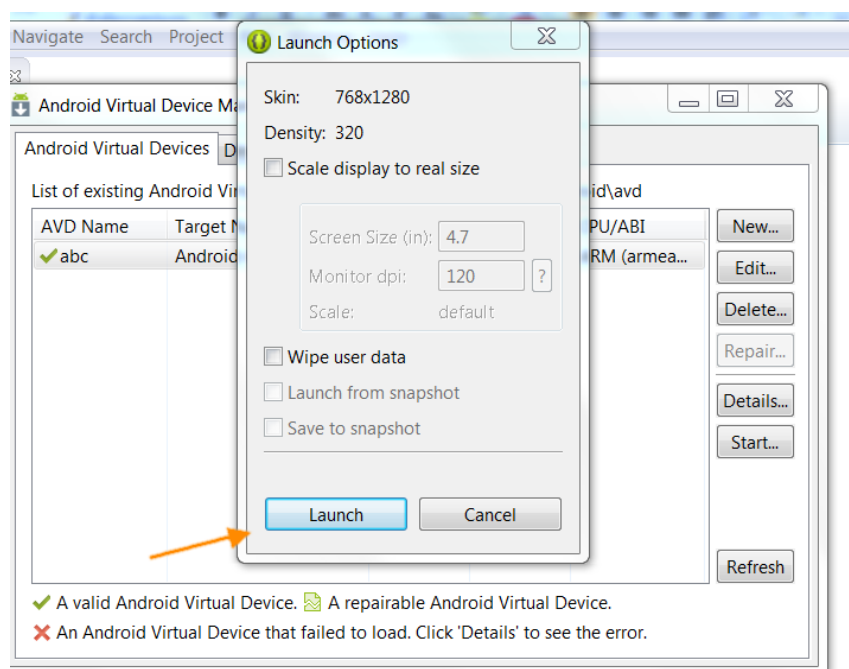 Navigate Search Project
Launch Options
Android Virtual Device Ma
Skin: 768x1280
Density: 320
Android Virtual Devices D
Scale display to real size
List of existing Android Vir id\avd
AVD Name Target N PU/ABI New...
abc Android RM (armea...
Screen Size (in): 4.7
Edit...
Monitor dpi: 120 ?
Delete...
Scale: default
Repair...
Wipe user data
Launch from snapshot
Details...
Save to snapshot
Start...
Launch Cancel
Refresh
A valid Android Virtual Device. A repairable Android Virtual Device.
An Android Virtual Device that failed to load. Click 'Details' to see the error.